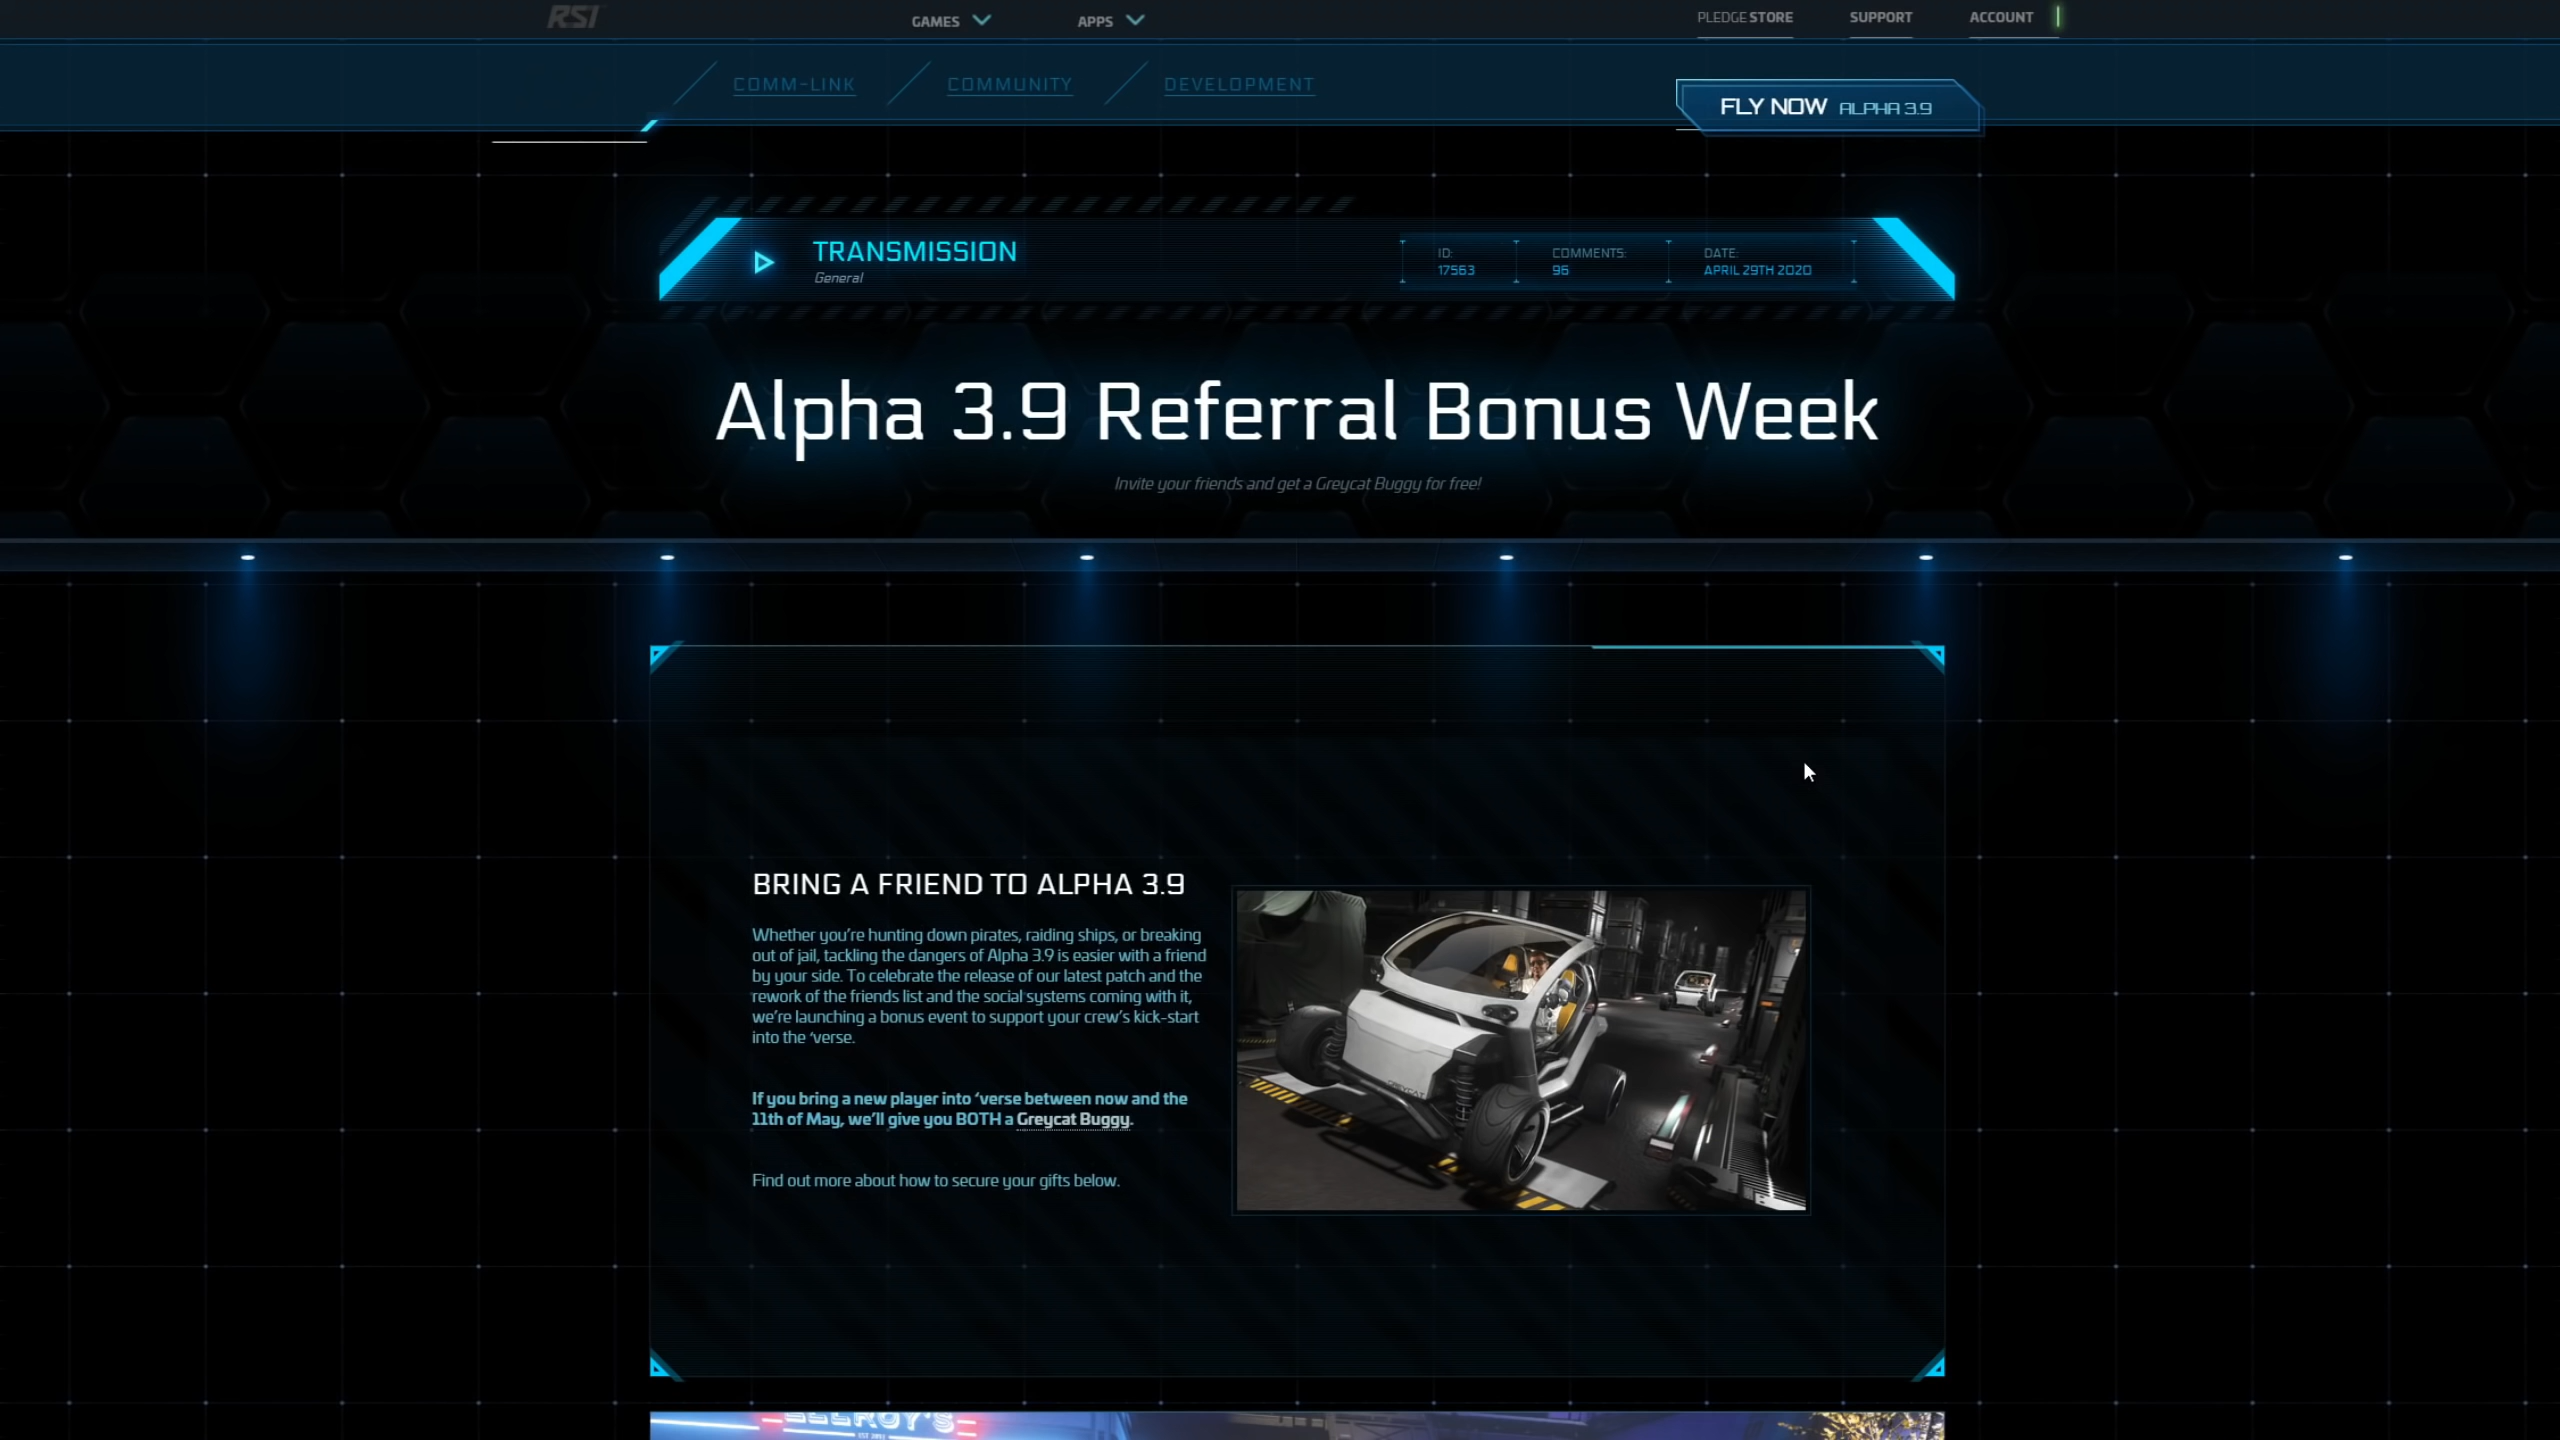 RSI
GAMES
APPS
PLEDGE STORE
SUPPORT
ACCOUNT
COMM-LINK
COMMUNITY
DEVELOPMENT
FLY NOW ALPHA 3.9
TRANSMISSION
General
ID:
17563
COMMENTS:
96
DATE:
APRIL 29TH 2020
Alpha 3.9 Referral Bonus Week
Invite your friends and get a Greycat Buggy for free!
BRING A FRIEND TO ALPHA 3.9
Whether you're hunting down pirates, raiding ships, or breaking
out of jail, tackling the dangers of Alpha 3.9 is easier with a friend
by your side. To celebrate the release of our latest patch and the
rework of the friends list and the social systems coming with it,
we're launching a bonus event to support your crew's kick-start
into the ‘verse.
If you bring a new player into ‘verse between now and the
11th of May, we'll give you BOTH a Greycat Buggy.
Find out more about how to secure your gifts below.
GREYCAT